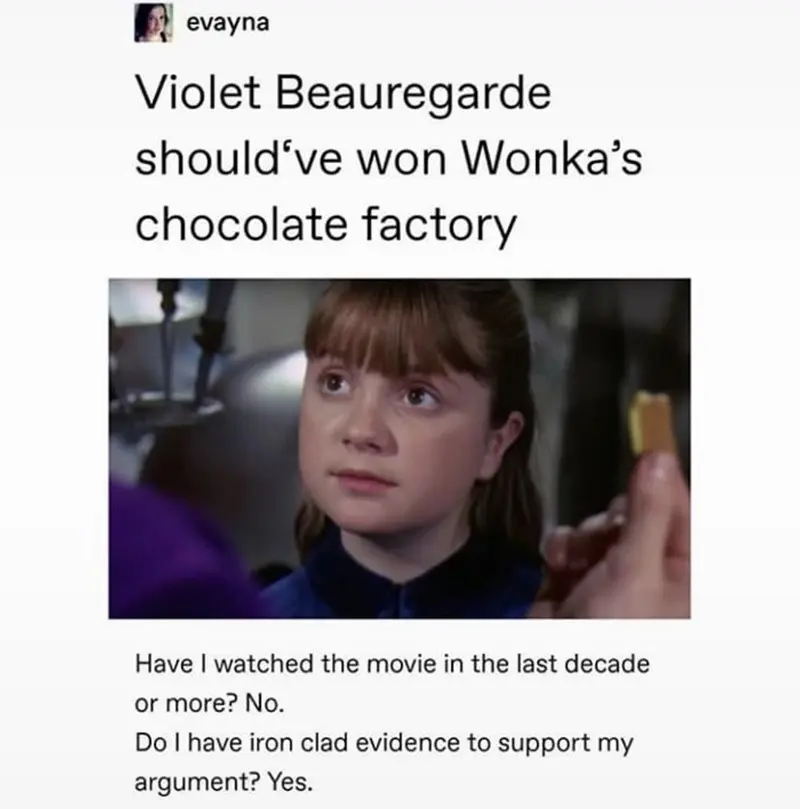 evayna
Violet Beauregarde
should‘ve won Wonka’s
chocolate factory
Have I watched the movie in the last decade
or more? No.
Do I have iron clad evidence to support my
argument? Yes.